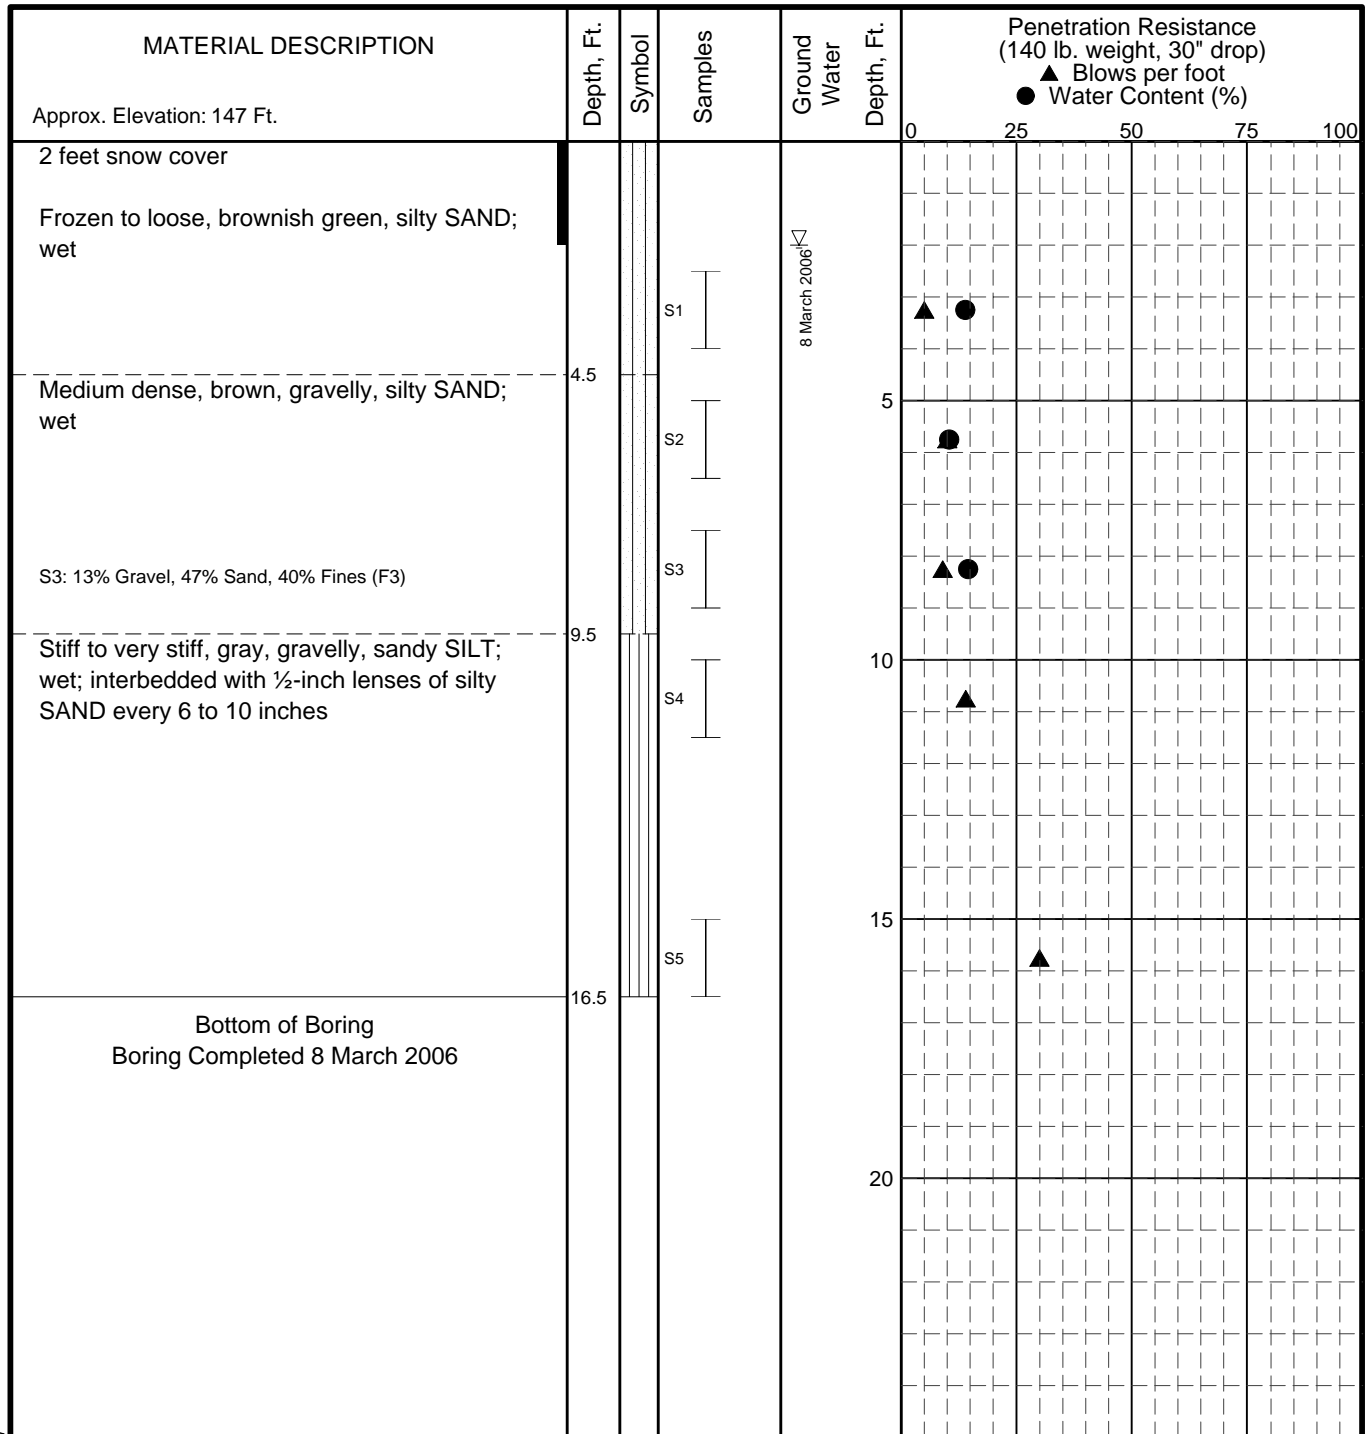 MATERIAL DESCRIPTION
Approx. Elevation: 147 Ft.
Depth, Ft.
Symbol
Samples
Ground
Water
Depth, Ft.
Penetration Resistance
(140 lb. weight, 30" drop)
▲ Blows per foot
● Water Content (%)
0 25 50 75 100
2 feet snow cover
Frozen to loose, brownish green, silty SAND;
wet
8 March 2006
S1
4.5
Medium dense, brown, gravelly, silty SAND;
wet
5
S2
S3: 13% Gravel, 47% Sand, 40% Fines (F3)
S3
9.5
Stiff to very stiff, gray, gravelly, sandy SILT;
wet; interbedded with ½-inch lenses of silty
SAND every 6 to 10 inches
10
S4
15
S5
16.5
Bottom of Boring
Boring Completed 8 March 2006
20